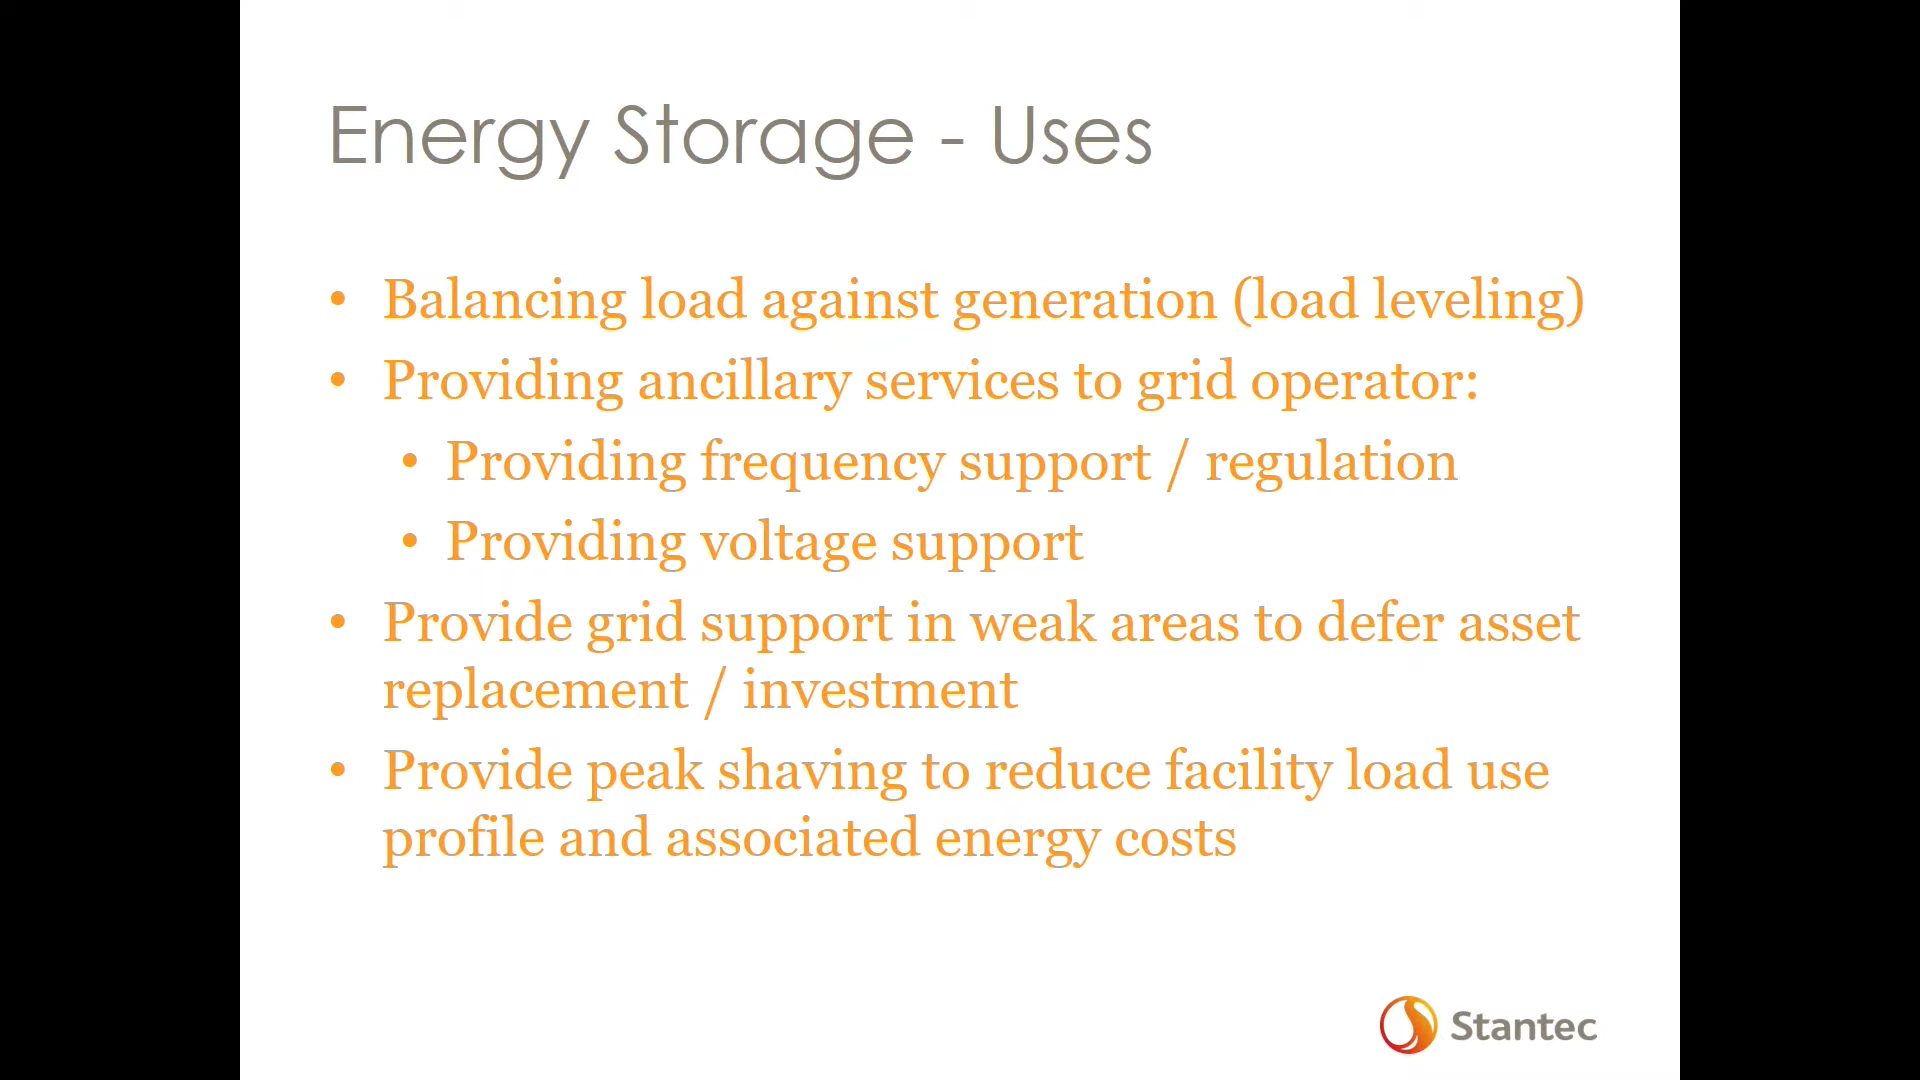 Energy Storage - Uses
• Balancing load against generation (load leveling)
• Providing ancillary services to grid operator:
• Providing frequency support / regulation
• Providing voltage support
• Provide grid support in weak areas to defer asset
replacement / investment
• Provide peak shaving to reduce facility load use
profile and associated energy costs
Stantec